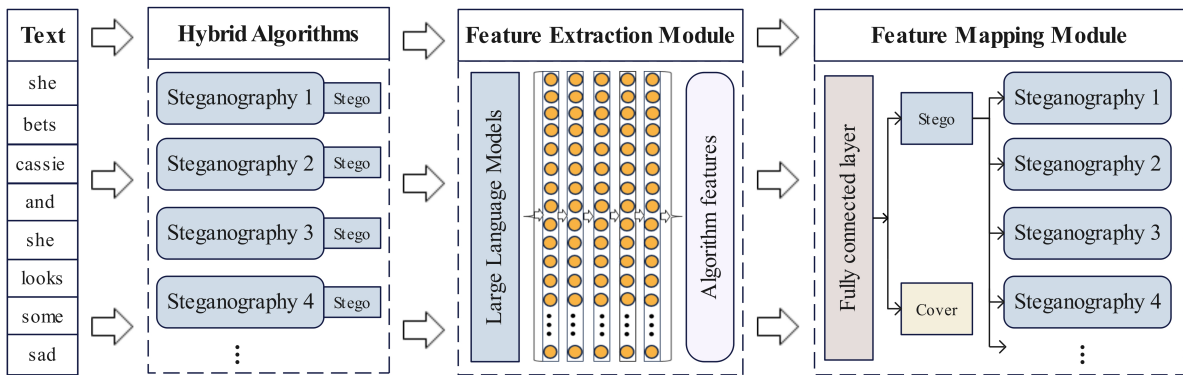 Text
she
bets
cassie
and
she
looks
some
sad
Hybrid Algorithms
Steganography 1
Stego
Steganography 2
Stego
Steganography 3
Stego
Steganography 4
Stego
Feature Extraction Module
Large Language Models
Algorithm features
Feature Mapping Module
Fully connected layer
Stego
Cover
Steganography 1
Steganography 2
Steganography 3
Steganography 4